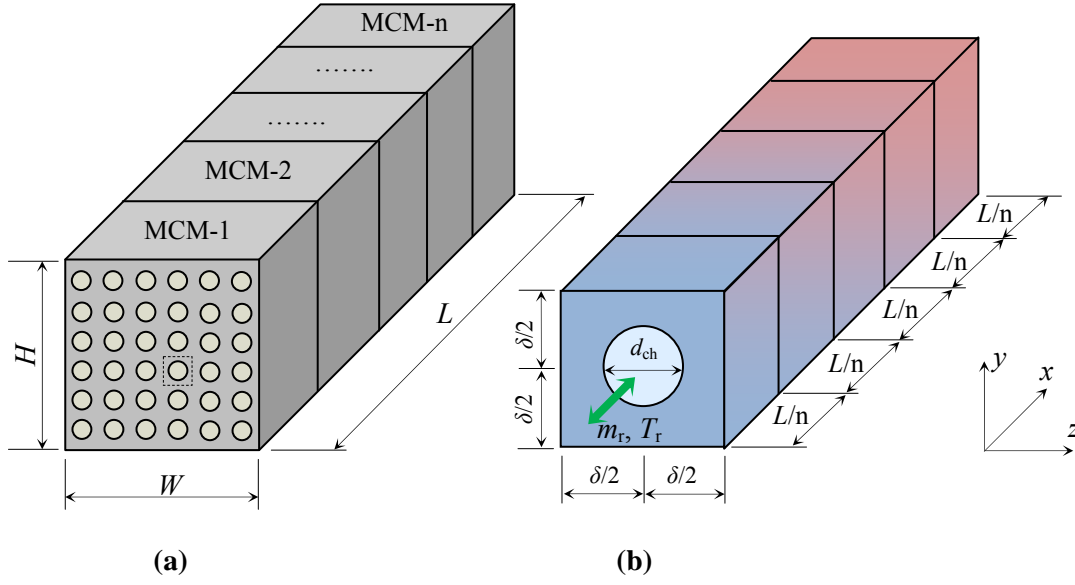 MCM-n
.......
.......
MCM-2
MCM-1
H
W
L
(a)
δ/2
δ/2
d_ch
m_r, T_r
δ/2
δ/2
L/n
L/n
L/n
L/n
L/n
y
x
z
(b)